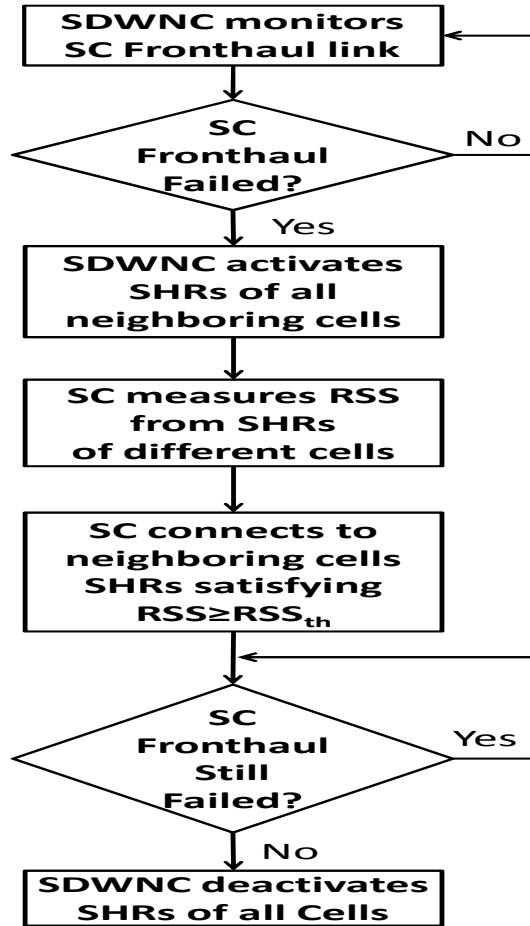 SDWNC monitors
SC Fronthaul link
SC
Fronthaul
Failed?
No
Yes
SDWNC activates
SHRs of all
neighboring cells
SC measures RSS
from SHRs
of different cells
SC connects to
neighboring cells
SHRs satisfying
RSS≥RSSth
SC
Fronthaul
Still
Failed?
Yes
No
SDWNC deactivates
SHRs of all Cells